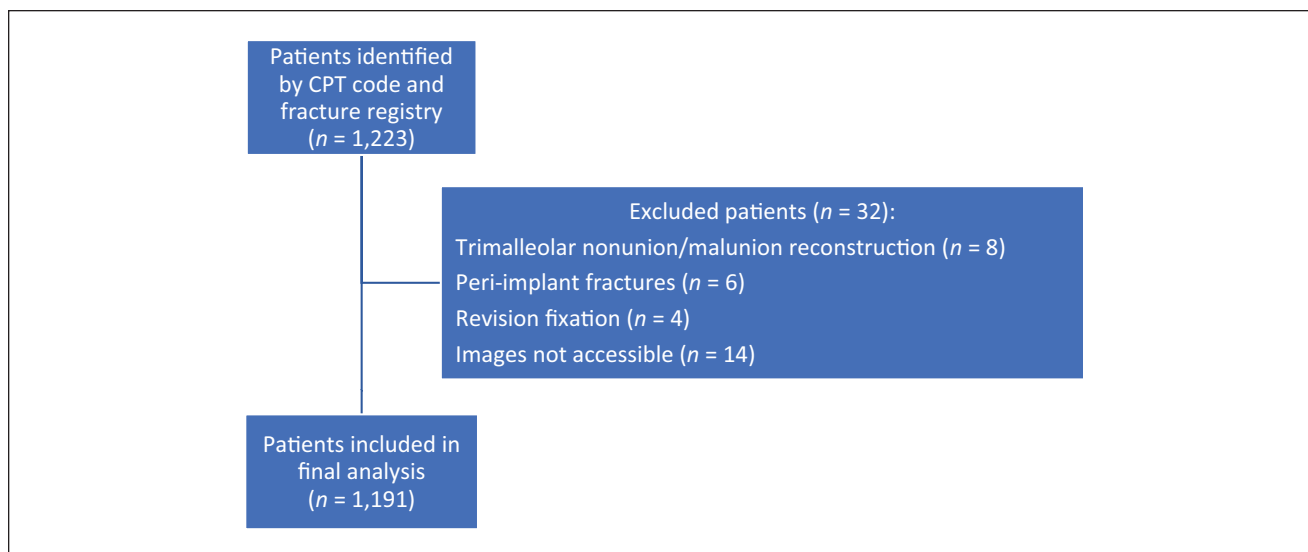 Patients identified
by CPT code and
fracture registry
(n = 1,223)
Excluded patients (n = 32):
Trimalleolar nonunion/malunion reconstruction (n = 8)
Peri-implant fractures (n = 6)
Revision fixation (n = 4)
Images not accessible (n = 14)
Patients included in
final analysis
(n = 1,191)